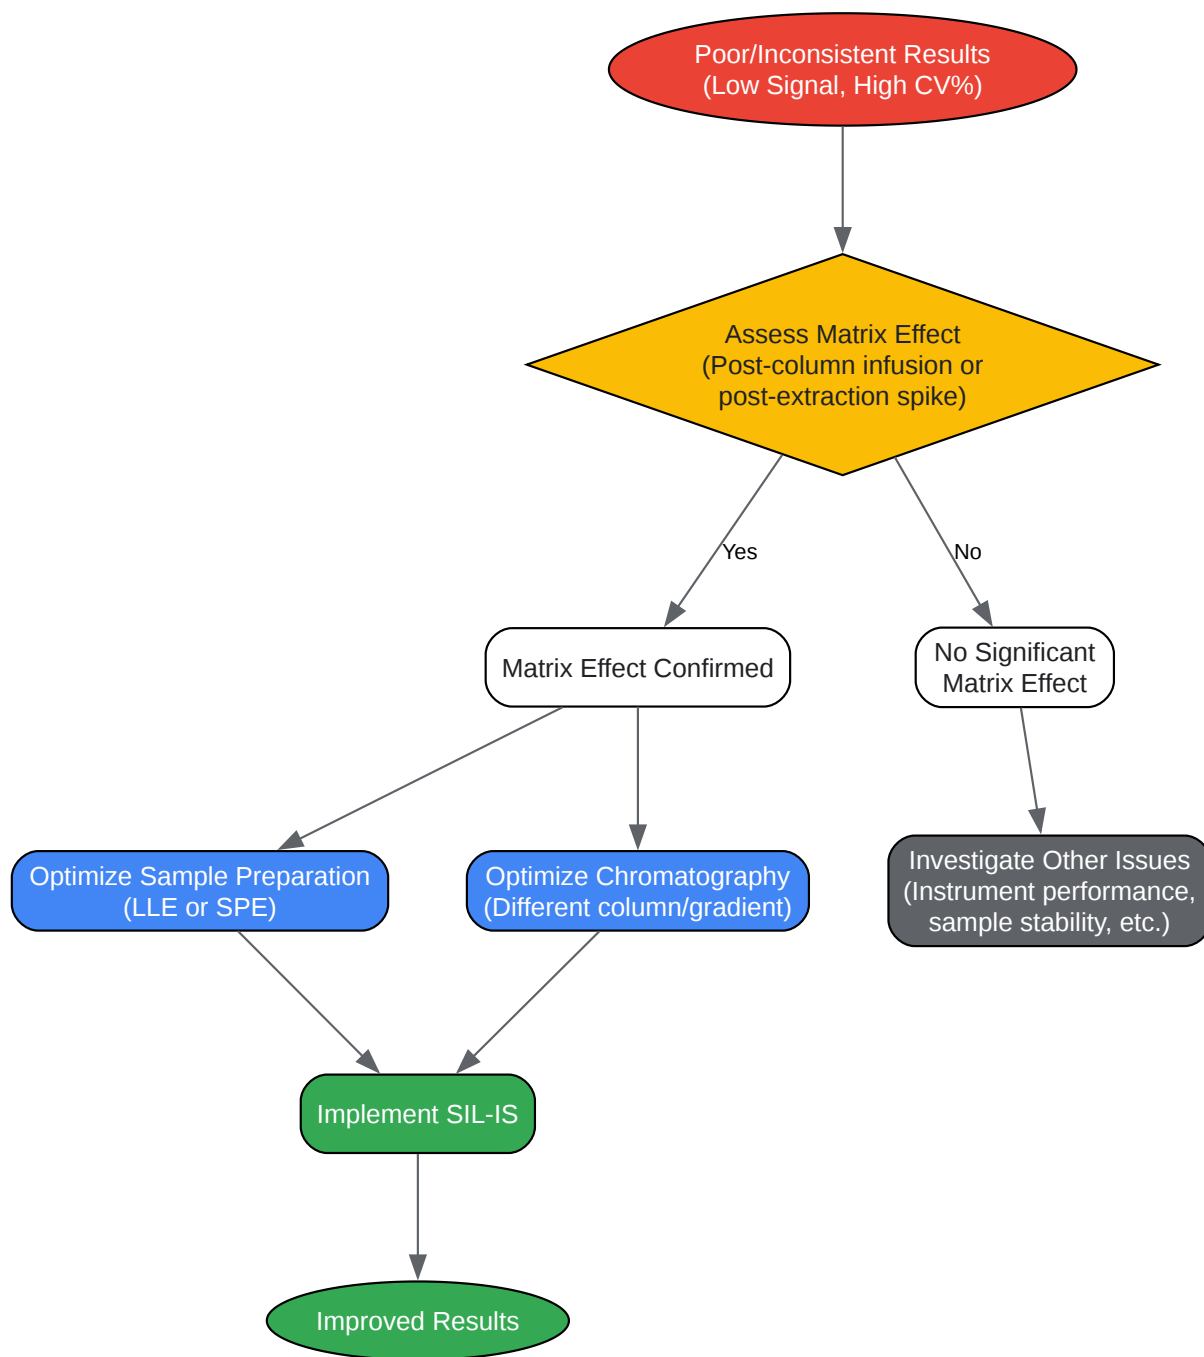 Poor/Inconsistent Results
(Low Signal, High CV%)
Assess Matrix Effect
(Post-column infusion or
post-extraction spike)
Yes
No
Matrix Effect Confirmed
No Significant
Matrix Effect
Optimize Sample Preparation
(LLE or SPE)
Optimize Chromatography
(Different column/gradient)
Investigate Other Issues
(Instrument performance,
sample stability, etc.)
Implement SIL-IS
Improved Results